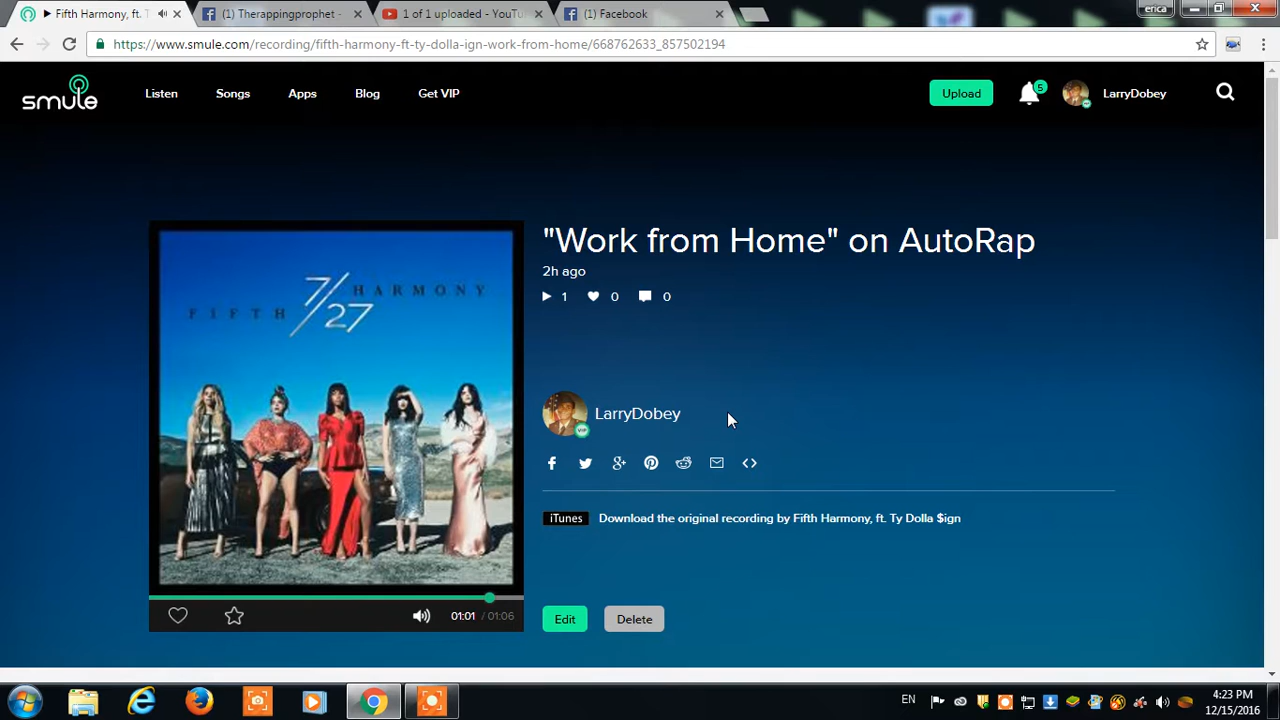 Fifth Harmony, ft. T
(1) Therappingprophet -
1 of 1 uploaded - YouTu
(1) Facebook
erica
https://www.smule.com/recording/fifth-harmony-ft-ty-dolla-ign-work-from-home/668762633_857502194
smule
Listen Songs Apps Blog Get VIP Upload 5 LarryDobey
"Work from Home" on AutoRap
2h ago
1 0 0
FIFTH 7/27 HARMONY
LarryDobey
VIP
iTunes Download the original recording by Fifth Harmony, ft. Ty Dolla $ign
01:01 / 01:06
Edit Delete
EN
4:23 PM
12/15/2016